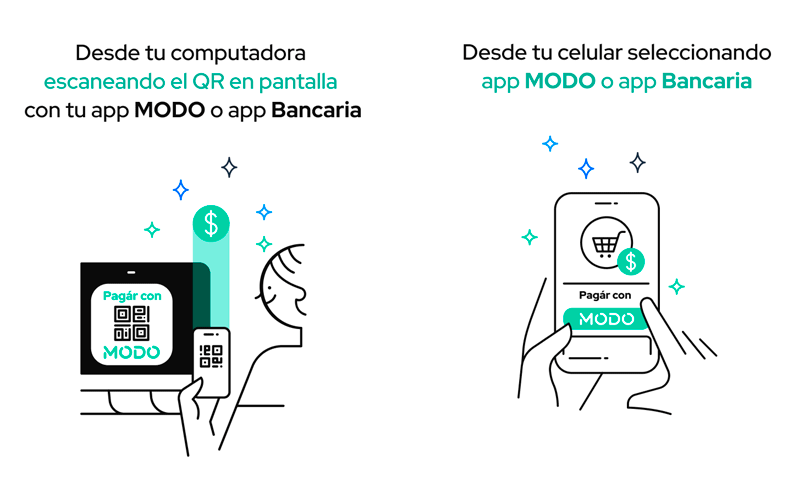 Desde tu computadora
escaneando el QR en pantalla
con tu app MODO o app Bancaria
$
Pagár con
MODO
Desde tu celular seleccionando
app MODO o app Bancaria
$
Pagár con
MODO